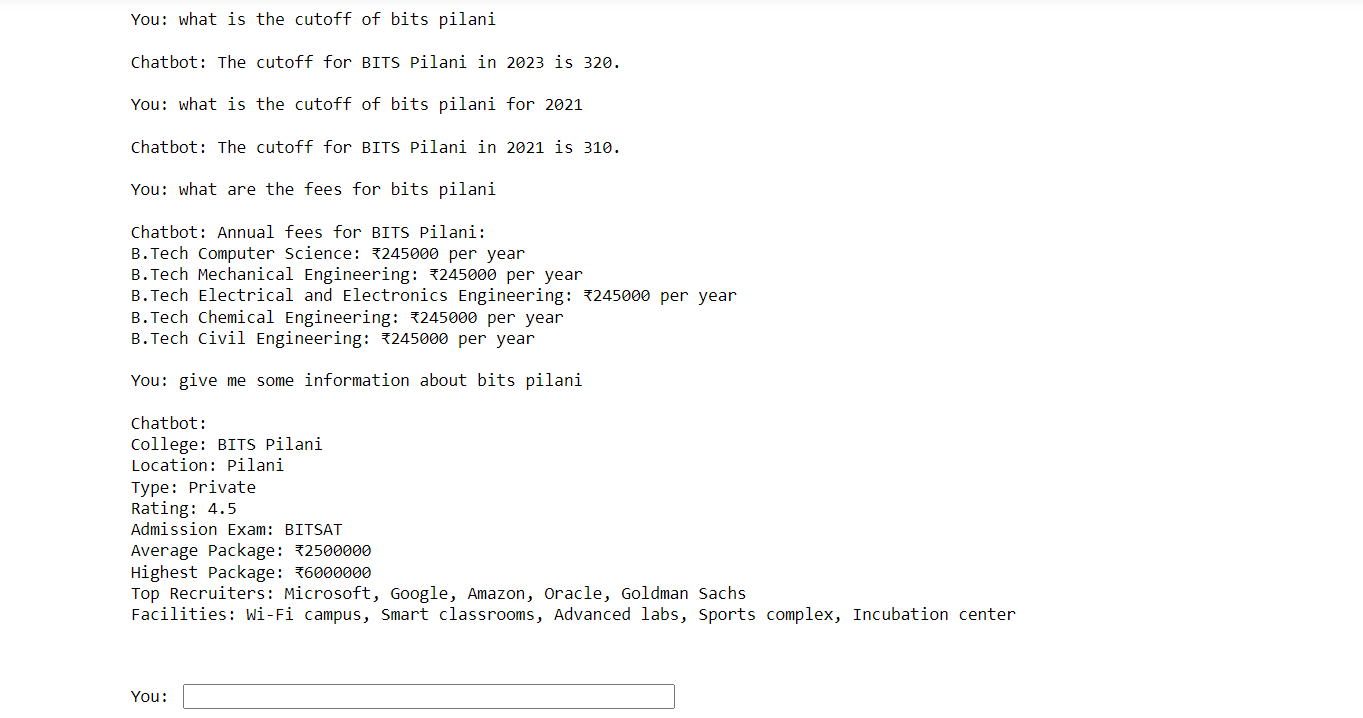 You: what is the cutoff of bits pilani
Chatbot: The cutoff for BITS Pilani in 2023 is 320.
You: what is the cutoff of bits pilani for 2021
Chatbot: The cutoff for BITS Pilani in 2021 is 310.
You: what are the fees for bits pilani
Chatbot: Annual fees for BITS Pilani:
B.Tech Computer Science: ₹245000 per year
B.Tech Mechanical Engineering: ₹245000 per year
B.Tech Electrical and Electronics Engineering: ₹245000 per year
B.Tech Chemical Engineering: ₹245000 per year
B.Tech Civil Engineering: ₹245000 per year
You: give me some information about bits pilani
Chatbot:
College: BITS Pilani
Location: Pilani
Type: Private
Rating: 4.5
Admission Exam: BITSAT
Average Package: ₹2500000
Highest Package: ₹6000000
Top Recruiters: Microsoft, Google, Amazon, Oracle, Goldman Sachs
Facilities: Wi-Fi campus, Smart classrooms, Advanced labs, Sports complex, Incubation center
You: